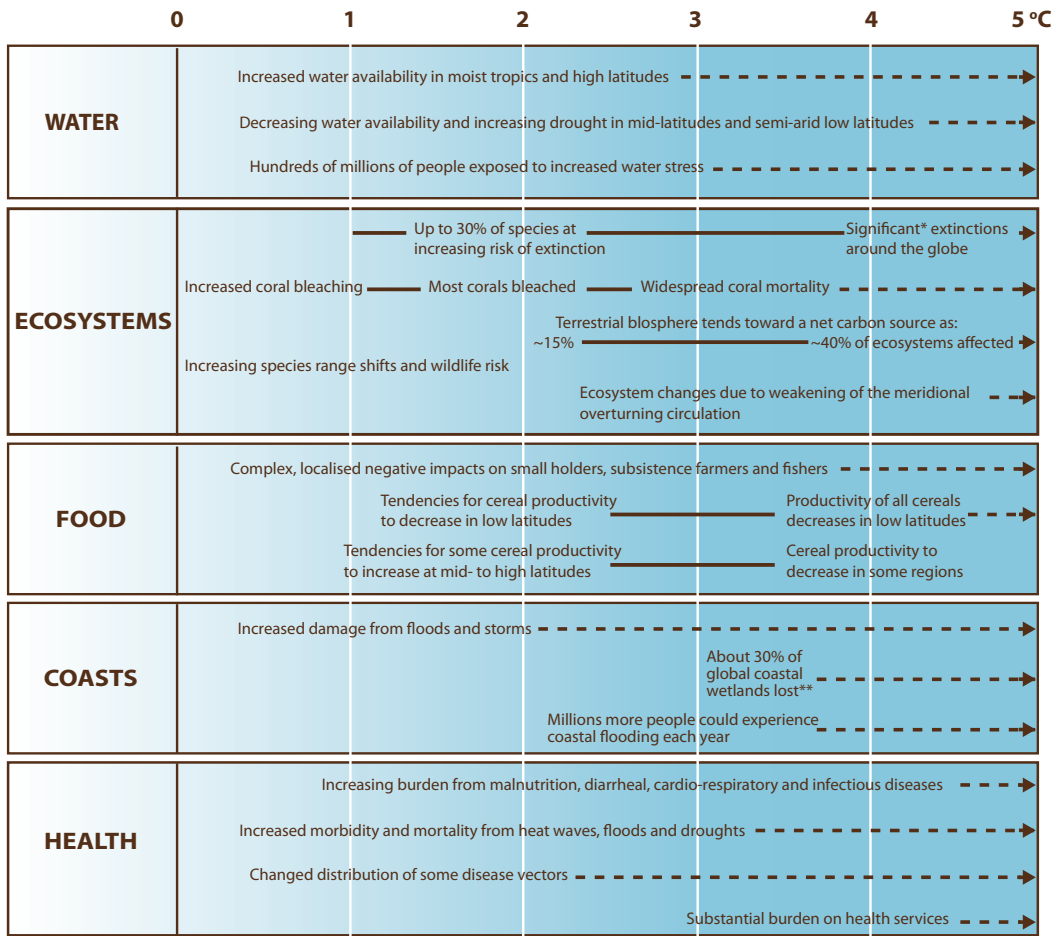 0 1 2 3 4 5 ºC
WATER
Increased water availability in moist tropics and high latitudes
Decreasing water availability and increasing drought in mid-latitudes and semi-arid low latitudes
Hundreds of millions of people exposed to increased water stress
ECOSYSTEMS
Up to 30% of species at
increasing risk of extinction
Significant* extinctions
around the globe
Increased coral bleaching
Most corals bleached
Widespread coral mortality
Terrestrial blosphere tends toward a net carbon source as:
~15%
~40% of ecosystems affected
Increasing species range shifts and wildlife risk
Ecosystem changes due to weakening of the meridional
overturning circulation
FOOD
Complex, localised negative impacts on small holders, subsistence farmers and fishers
Tendencies for cereal productivity
to decrease in low latitudes
Productivity of all cereals
decreases in low latitudes
Tendencies for some cereal productivity
to increase at mid- to high latitudes
Cereal productivity to
decrease in some regions
COASTS
Increased damage from floods and storms
About 30% of
global coastal
wetlands lost**
Millions more people could experience
coastal flooding each year
HEALTH
Increasing burden from malnutrition, diarrheal, cardio-respiratory and infectious diseases
Increased morbidity and mortality from heat waves, floods and droughts
Changed distribution of some disease vectors
Substantial burden on health services